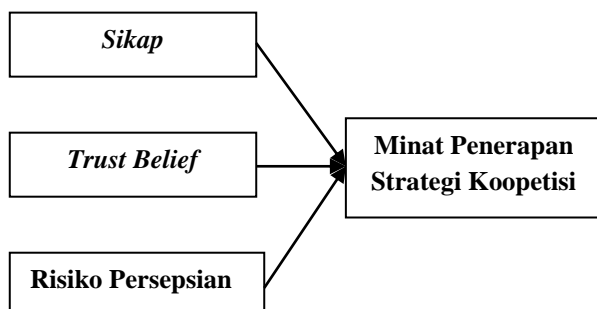 Sikap
Trust Belief
Risiko Persepsian
Minat Penerapan
Strategi Koopetisi